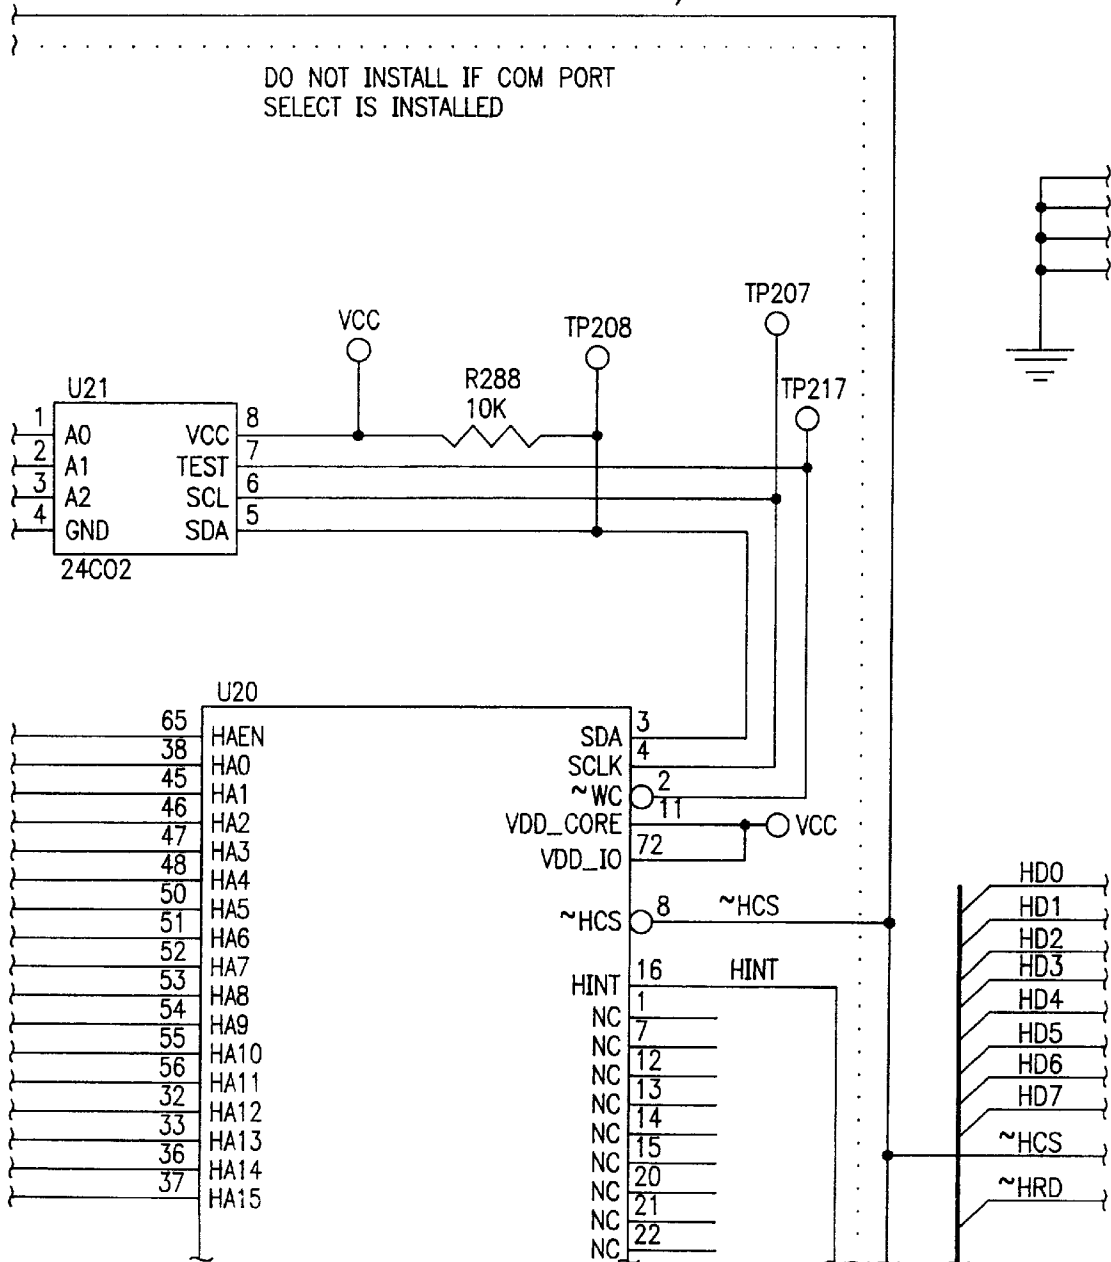 DO NOT INSTALL IF COM PORT
SELECT IS INSTALLED
TP207
VCC
TP208
R288
10K
TP217
U21
1 A0 VCC 8
2 A1 TEST 7
3 A2 SCL 6
4 GND SDA 5
24C02
U20
65 HAEN
38 HA0
45 HA1
46 HA2
47 HA3
48 HA4
50 HA5
51 HA6
52 HA7
53 HA8
54 HA9
55 HA10
56 HA11
32 HA12
33 HA13
36 HA14
37 HA15
SDA 3
SCLK 4
~WC 2
VDD_CORE 11
VCC
VDD_IO 72
~HCS 8 ~HCS
HINT 16 HINT
NC 1
NC 7
NC 12
NC 13
NC 14
NC 15
NC 20
NC 21
NC 22
HD0
HD1
HD2
HD3
HD4
HD5
HD6
HD7
~HCS
~HRD